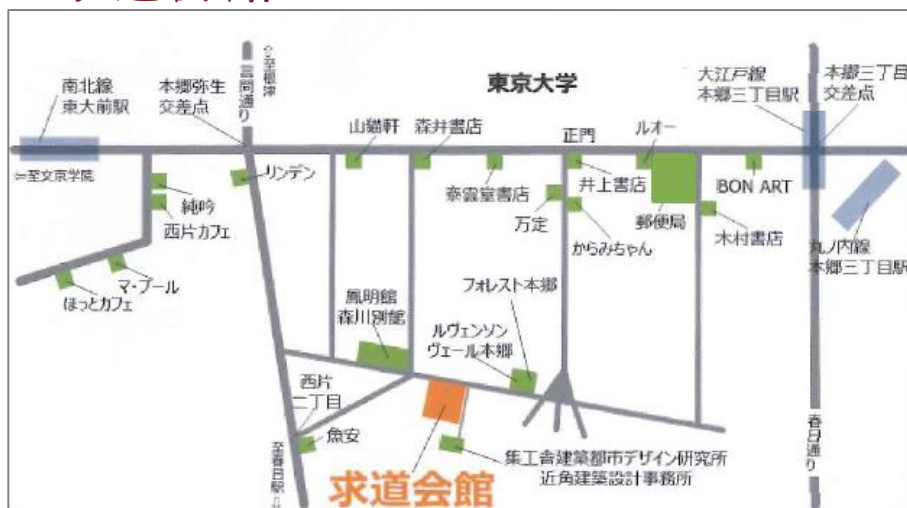 南北線
東大前駅
本郷弥生
交差点
言問通り
⇧至根津
東京大学
大江戸線
本郷三丁目駅
本郷三丁目
交差点
山猫軒
森井書店
正門
ルオー
⇦至文京学院
リンデン
純吟
西片カフェ
泰雲堂書店
井上書店
万定
からみちゃん
郵便局
BON ART
木村書店
丸ノ内線
本郷三丁目駅
マ・プール
ほっとカフェ
鳳明館
森川別館
フォレスト本郷
ルヴェンソン
ヴェール本郷
西片
二丁目
魚安
至春日駅⇩
求道会館
集工舎建築都市デザイン研究所
近角建築設計事務所
春日通り